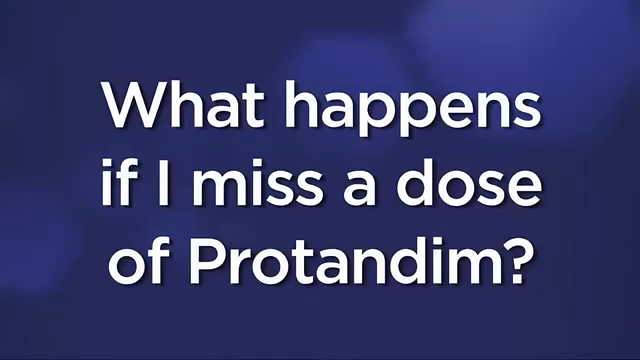 What happens
if I miss a dose
of Protandim?